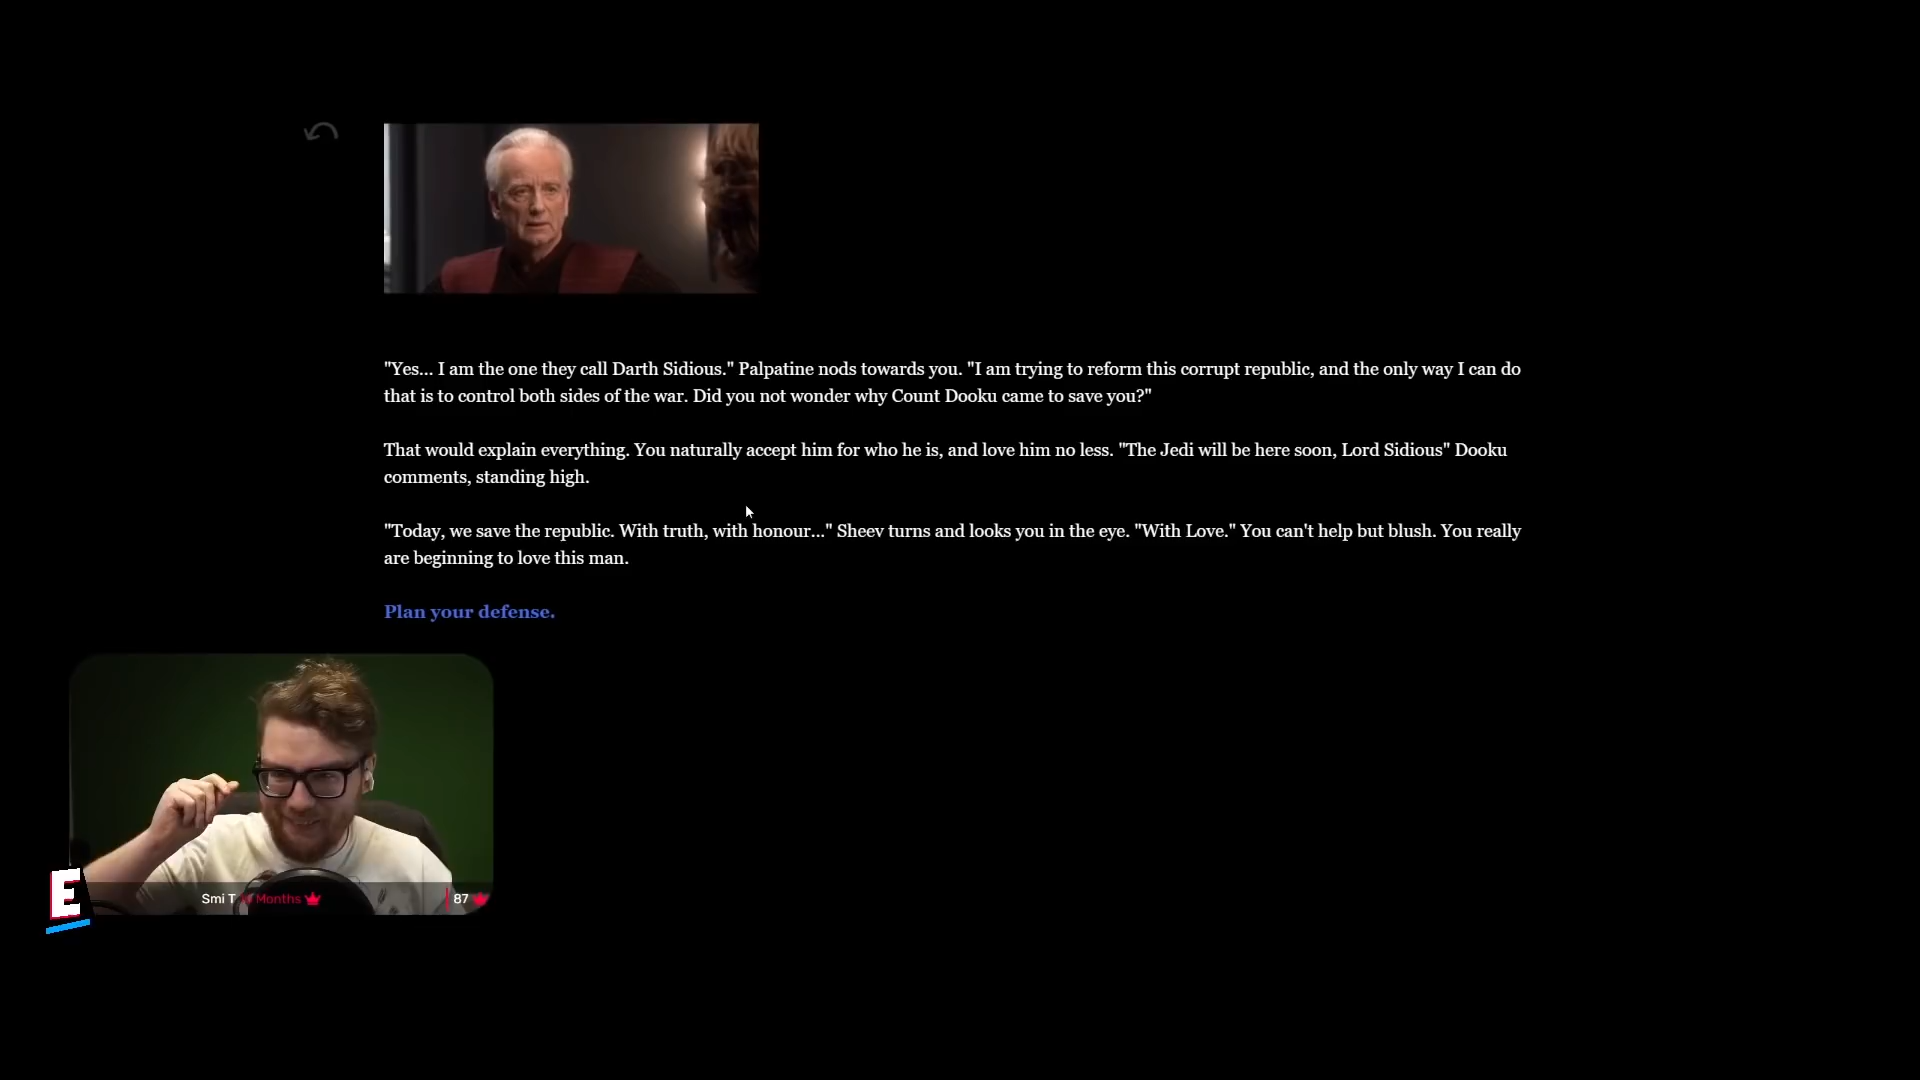 "Yes... I am the one they call Darth Sidious." Palpatine nods towards you. "I am trying to reform this corrupt republic, and the only way I can do
that is to control both sides of the war. Did you not wonder why Count Dooku came to save you?"
That would explain everything. You naturally accept him for who he is, and love him no less. "The Jedi will be here soon, Lord Sidious" Dooku
comments, standing high.
"Today, we save the republic. With truth, with honour..." Sheev turns and looks you in the eye. "With Love." You can't help but blush. You really
are beginning to love this man.
Plan your defense.
E
Smi T Months 87